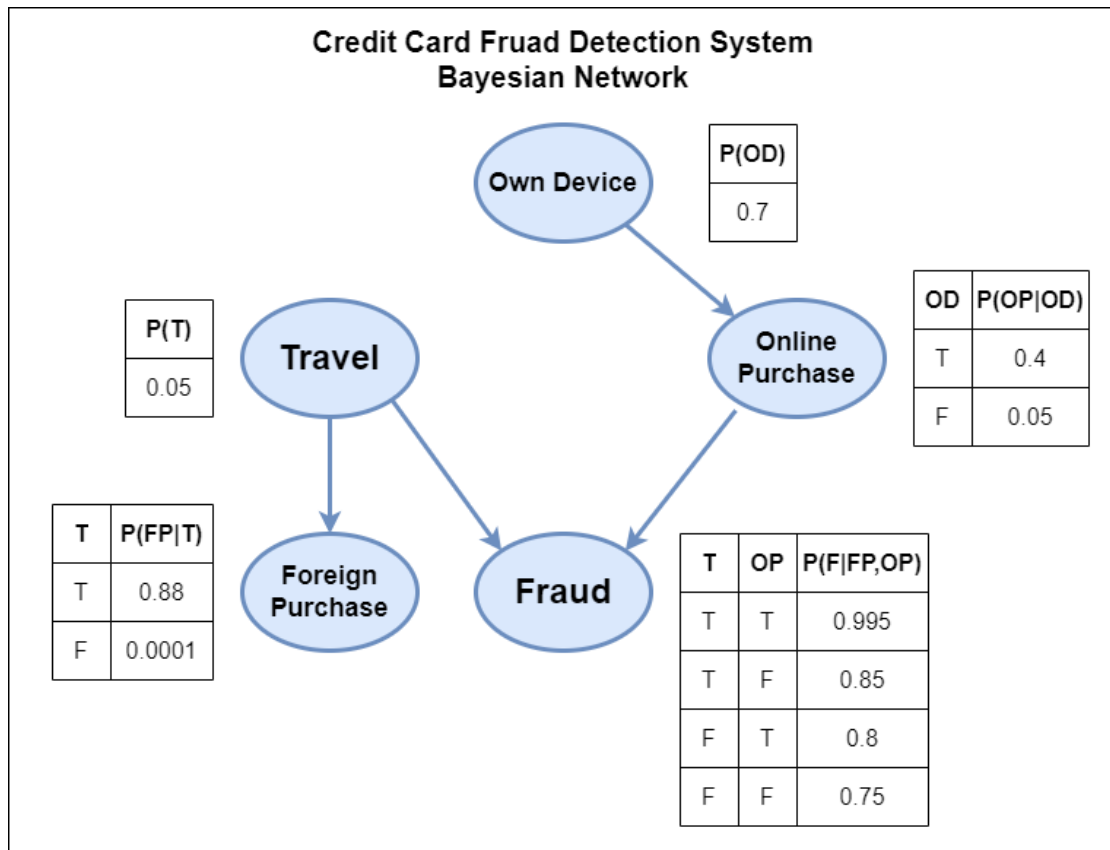 Credit Card Fruad Detection System
Bayesian Network
Own Device
P(OD)
0.7
OD P(OP|OD)
T 0.4
F 0.05
P(T)
0.05
Travel
Online
Purchase
T P(FP|T)
T 0.88
F 0.0001
Foreign
Purchase
Fraud
T OP P(F|FP,OP)
T T 0.995
T F 0.85
F T 0.8
F F 0.75